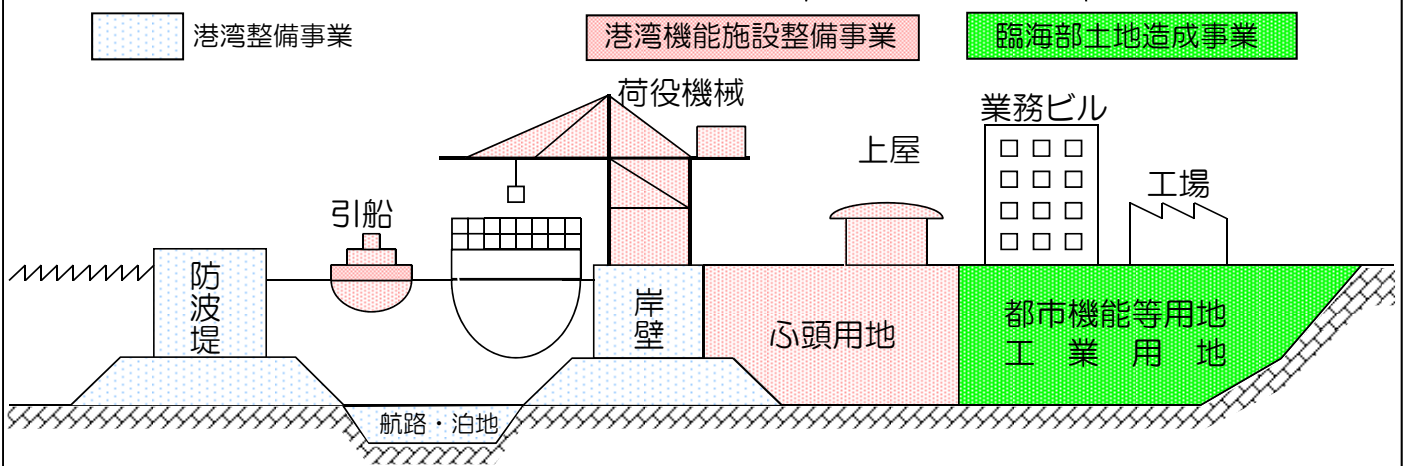 港湾整備事業
港湾機能施設整備事業
臨海部土地造成事業
荷役機械
業務ビル
上屋
工場
引船
防波堤
岸壁
ふ頭用地
都市機能等用地
工業用地
航路・泊地